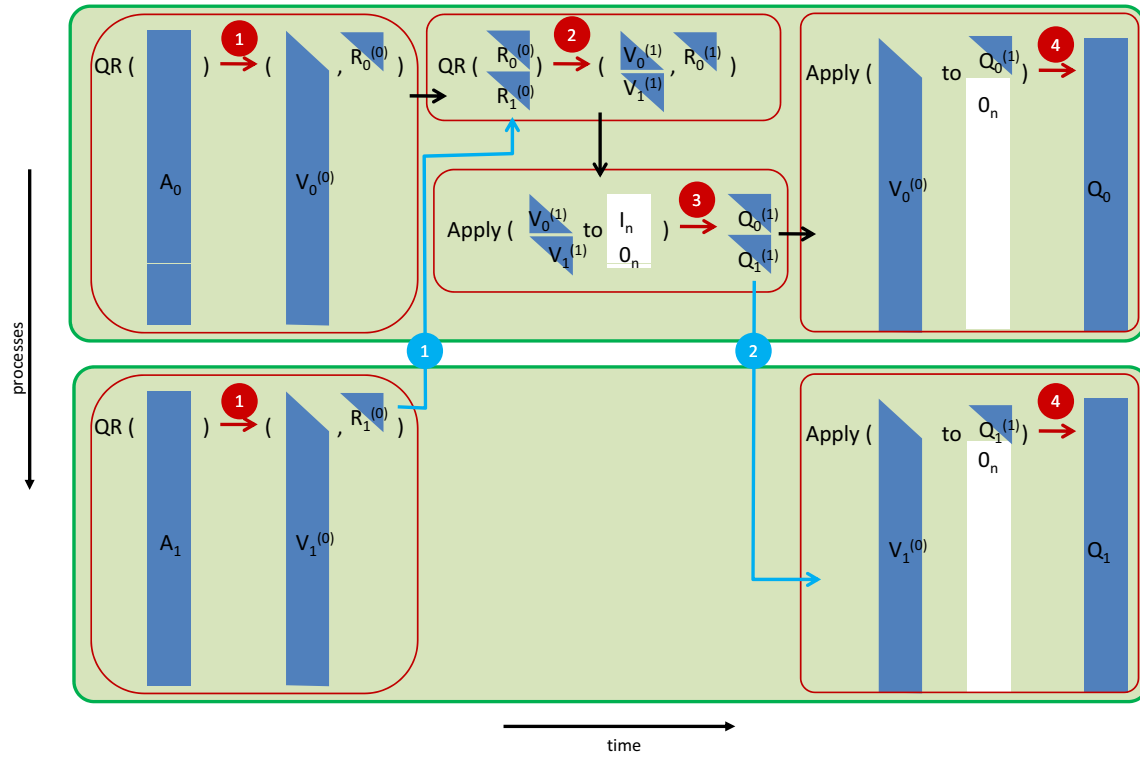 QR ( A₀ ) 1 ( V₀⁽⁰⁾ , R₀⁽⁰⁾ )
QR ( R₀⁽⁰⁾ R₁⁽⁰⁾ ) 2 ( V₀⁽¹⁾ V₁⁽¹⁾ , R₀⁽¹⁾ )
Apply ( V₀⁽¹⁾ V₁⁽¹⁾ to Iₙ 0ₙ ) 3 Q₀⁽¹⁾ Q₁⁽¹⁾
Apply ( V₀⁽⁰⁾ to Q₀⁽¹⁾ 0ₙ ) 4 Q₀
1
2
processes
QR ( A₁ ) 1 ( V₁⁽⁰⁾ , R₁⁽⁰⁾ )
Apply ( V₁⁽⁰⁾ to Q₁⁽¹⁾ 0ₙ ) 4 Q₁
time